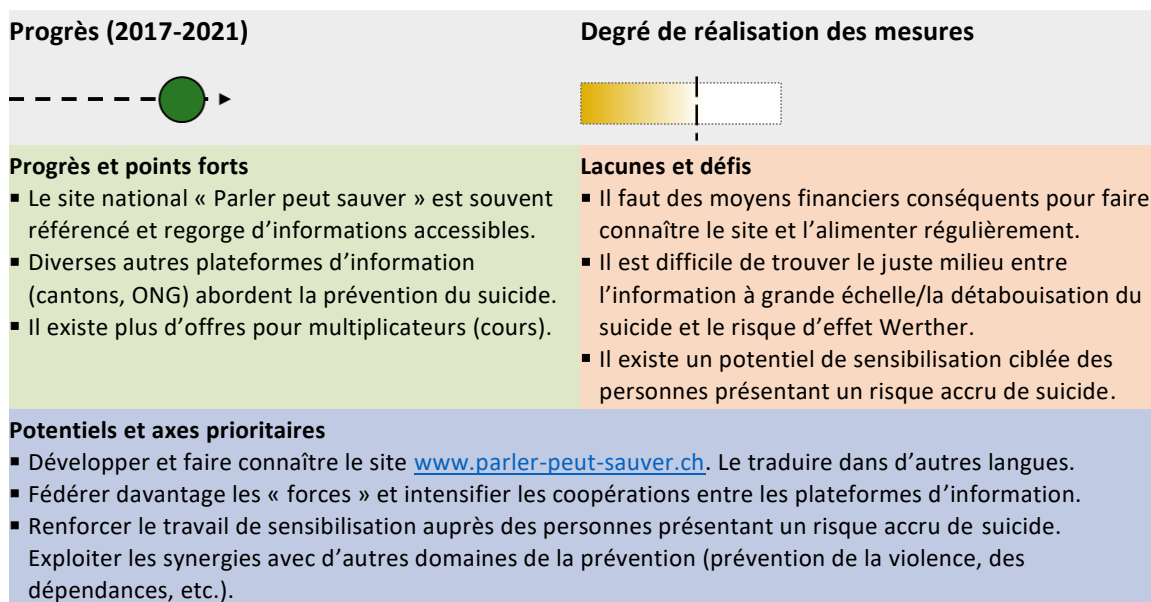 Progrès (2017-2021)
Degré de réalisation des mesures
Progrès et points forts
▪ Le site national « Parler peut sauver » est souvent
référencé et regorge d’informations accessibles.
▪ Diverses autres plateformes d’information
(cantons, ONG) abordent la prévention du suicide.
▪ Il existe plus d’offres pour multiplicateurs (cours).
Lacunes et défis
▪ Il faut des moyens financiers conséquents pour faire
connaître le site et l’alimenter régulièrement.
▪ Il est difficile de trouver le juste milieu entre
l’information à grande échelle/la détabouisation du
suicide et le risque d’effet Werther.
▪ Il existe un potentiel de sensibilisation ciblée des
personnes présentant un risque accru de suicide.
Potentiels et axes prioritaires
▪ Développer et faire connaître le site www.parler-peut-sauver.ch. Le traduire dans d’autres langues.
▪ Fédérer davantage les « forces » et intensifier les coopérations entre les plateformes d’information.
▪ Renforcer le travail de sensibilisation auprès des personnes présentant un risque accru de suicide.
Exploiter les synergies avec d’autres domaines de la prévention (prévention de la violence, des
dépendances, etc.).